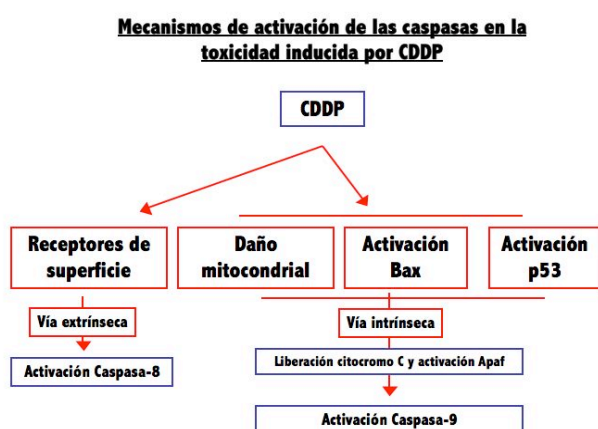 Mecanismos de activación de las caspasas en la
toxicidad inducida por CDDP
CDDP
Receptores de
superficie
Daño
mitocondrial
Activación
Bax
Activación
p53
Vía extrínseca
Vía intrínseca
Activación Caspasa-8
Liberación citocromo C y activación Apaf
Activación Caspasa-9